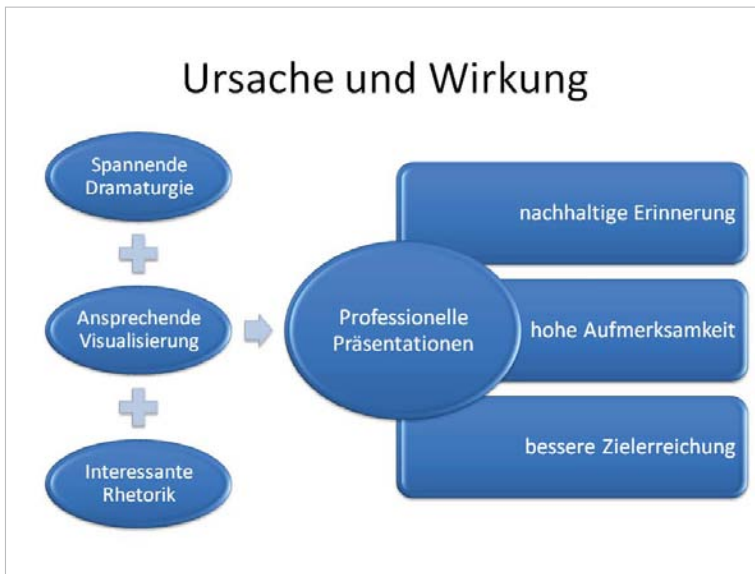 Ursache und Wirkung
Spannende
Dramaturgie
Ansprechende
Visualisierung
Interessante
Rhetorik
Professionelle
Präsentationen
nachhaltige Erinnerung
hohe Aufmerksamkeit
bessere Zielerreichung